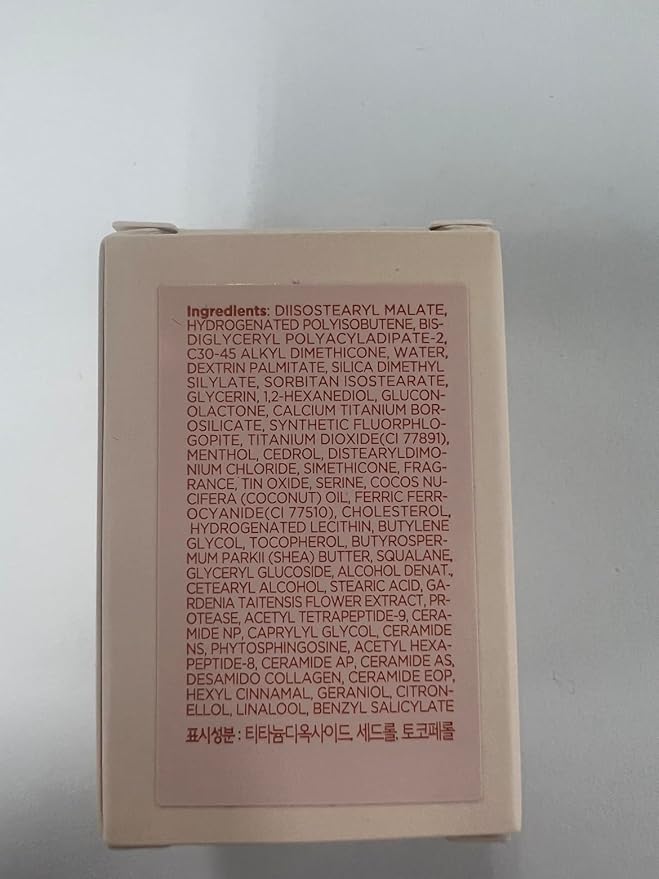 Ingredients: DIISOSTEARYL MALATE,
HYDROGENATED POLYISOBUTENE, BIS-
DIGLYCERYL POLYACYLADIPATE-2,
C30-45 ALKYL DIMETHICONE, WATER,
DEXTRIN PALMITATE, SILICA DIMETHYL
SILYLATE, SORBITAN ISOSTEARATE,
GLYCERIN, 1,2-HEXANEDIOL, GLUCON-
OLACTONE, CALCIUM TITANIUM BOR-
OSILICATE, SYNTHETIC FLUORPHLO-
GOPITE, TITANIUM DIOXIDE(CI 77891),
MENTHOL, CEDROL, DISTEARYLDIMO-
NIUM CHLORIDE, SIMETHICONE, FRAG-
RANCE, TIN OXIDE, SERINE, COCOS NU-
CIFERA (COCONUT) OIL, FERRIC FERR-
OCYANIDE(CI 77510), CHOLESTEROL,
HYDROGENATED LECITHIN, BUTYLENE
GLYCOL, TOCOPHEROL, BUTYROSPER-
MUM PARKII (SHEA) BUTTER, SQUALANE,
GLYCERYL GLUCOSIDE, ALCOHOL DENAT.,
CETEARYL ALCOHOL, STEARIC ACID, GA-
RDENIA TAITENSIS FLOWER EXTRACT, PR-
OTEASE, ACETYL TETRAPEPTIDE-9, CERA-
MIDE NP, CAPRYLYL GLYCOL, CERAMIDE
NS, PHYTOSPHINGOSINE, ACETYL HEXA-
PEPTIDE-8, CERAMIDE AP, CERAMIDE AS,
DESAMIDO COLLAGEN, CERAMIDE EOP,
HEXYL CINNAMAL, GERANIOL, CITRON-
ELLOL, LINALOOL, BENZYL SALICYLATE
표시성분 : 티타늄디옥사이드, 세드롤, 토코페롤